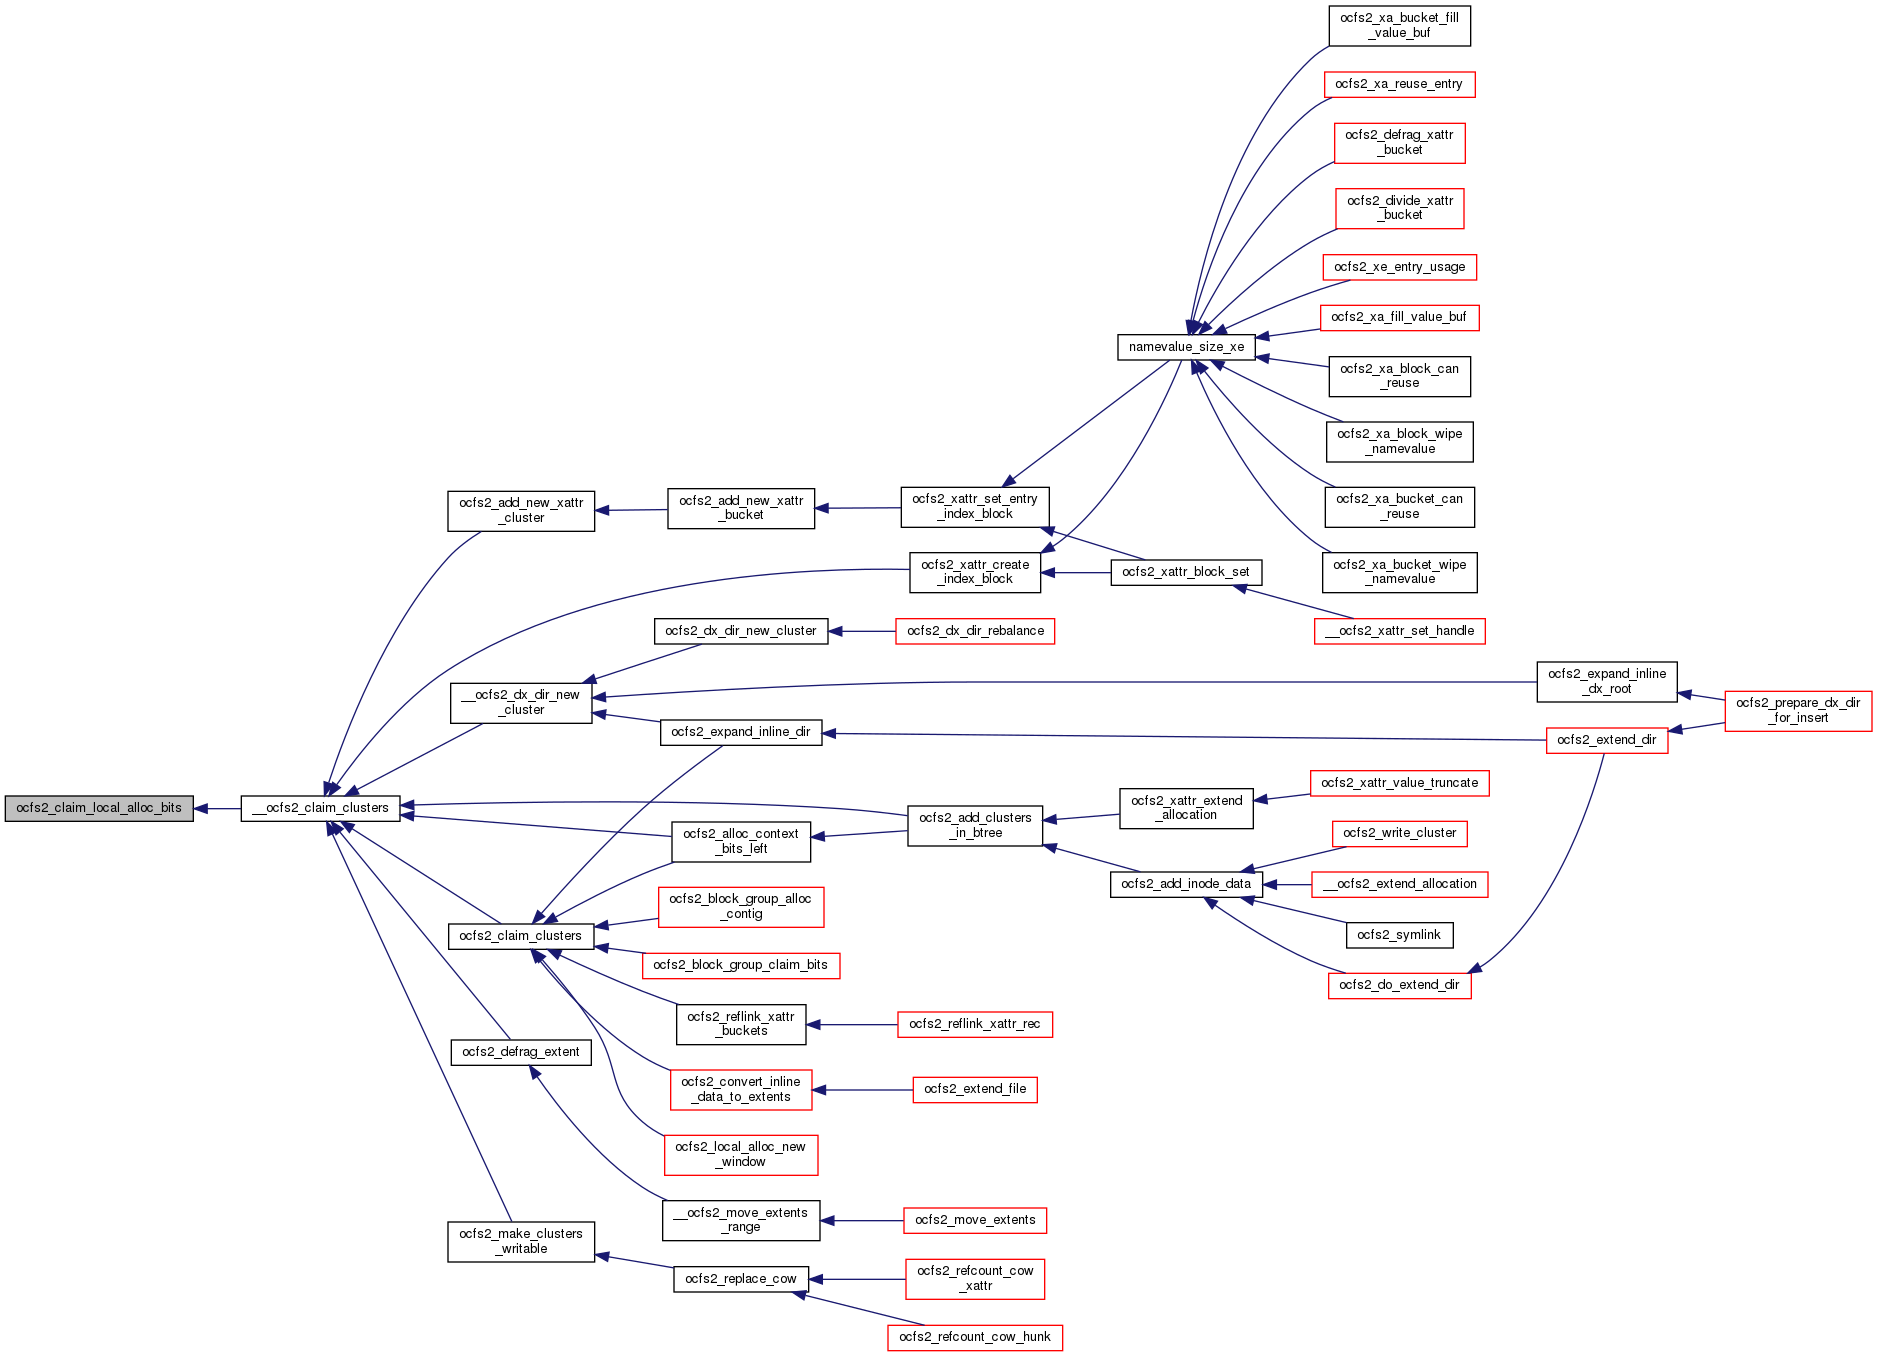 ocfs2_xa_bucket_fill
_value_buf
ocfs2_xa_reuse_entry
ocfs2_defrag_xattr
_bucket
ocfs2_divide_xattr
_bucket
ocfs2_xe_entry_usage
ocfs2_xa_fill_value_buf
namevalue_size_xe
ocfs2_xa_block_can
_reuse
ocfs2_xa_block_wipe
_namevalue
ocfs2_add_new_xattr
_cluster
ocfs2_add_new_xattr
_bucket
ocfs2_xattr_set_entry
_index_block
ocfs2_xa_bucket_can
_reuse
ocfs2_xattr_create
_index_block
ocfs2_xattr_block_set
ocfs2_xa_bucket_wipe
_namevalue
ocfs2_dx_dir_new_cluster
ocfs2_dx_dir_rebalance
__ocfs2_xattr_set_handle
__ocfs2_dx_dir_new
_cluster
ocfs2_expand_inline
_dx_root
ocfs2_prepare_dx_dir
_for_insert
ocfs2_expand_inline_dir
ocfs2_extend_dir
ocfs2_claim_local_alloc_bits
__ocfs2_claim_clusters
ocfs2_xattr_value_truncate
ocfs2_xattr_extend
_allocation
ocfs2_add_clusters
_in_btree
ocfs2_alloc_context
_bits_left
ocfs2_write_cluster
ocfs2_add_inode_data
__ocfs2_extend_allocation
ocfs2_block_group_alloc
_contig
ocfs2_claim_clusters
ocfs2_symlink
ocfs2_block_group_claim_bits
ocfs2_do_extend_dir
ocfs2_reflink_xattr
_buckets
ocfs2_reflink_xattr_rec
ocfs2_defrag_extent
ocfs2_convert_inline
_data_to_extents
ocfs2_extend_file
ocfs2_local_alloc_new
_window
__ocfs2_move_extents
_range
ocfs2_move_extents
ocfs2_make_clusters
_writable
ocfs2_replace_cow
ocfs2_refcount_cow
_xattr
ocfs2_refcount_cow_hunk